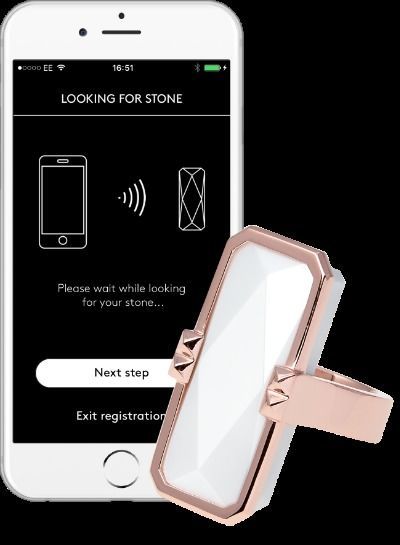 EE 16:51
LOOKING FOR STONE
Please wait while looking
for your stone...
Next step
Exit registration